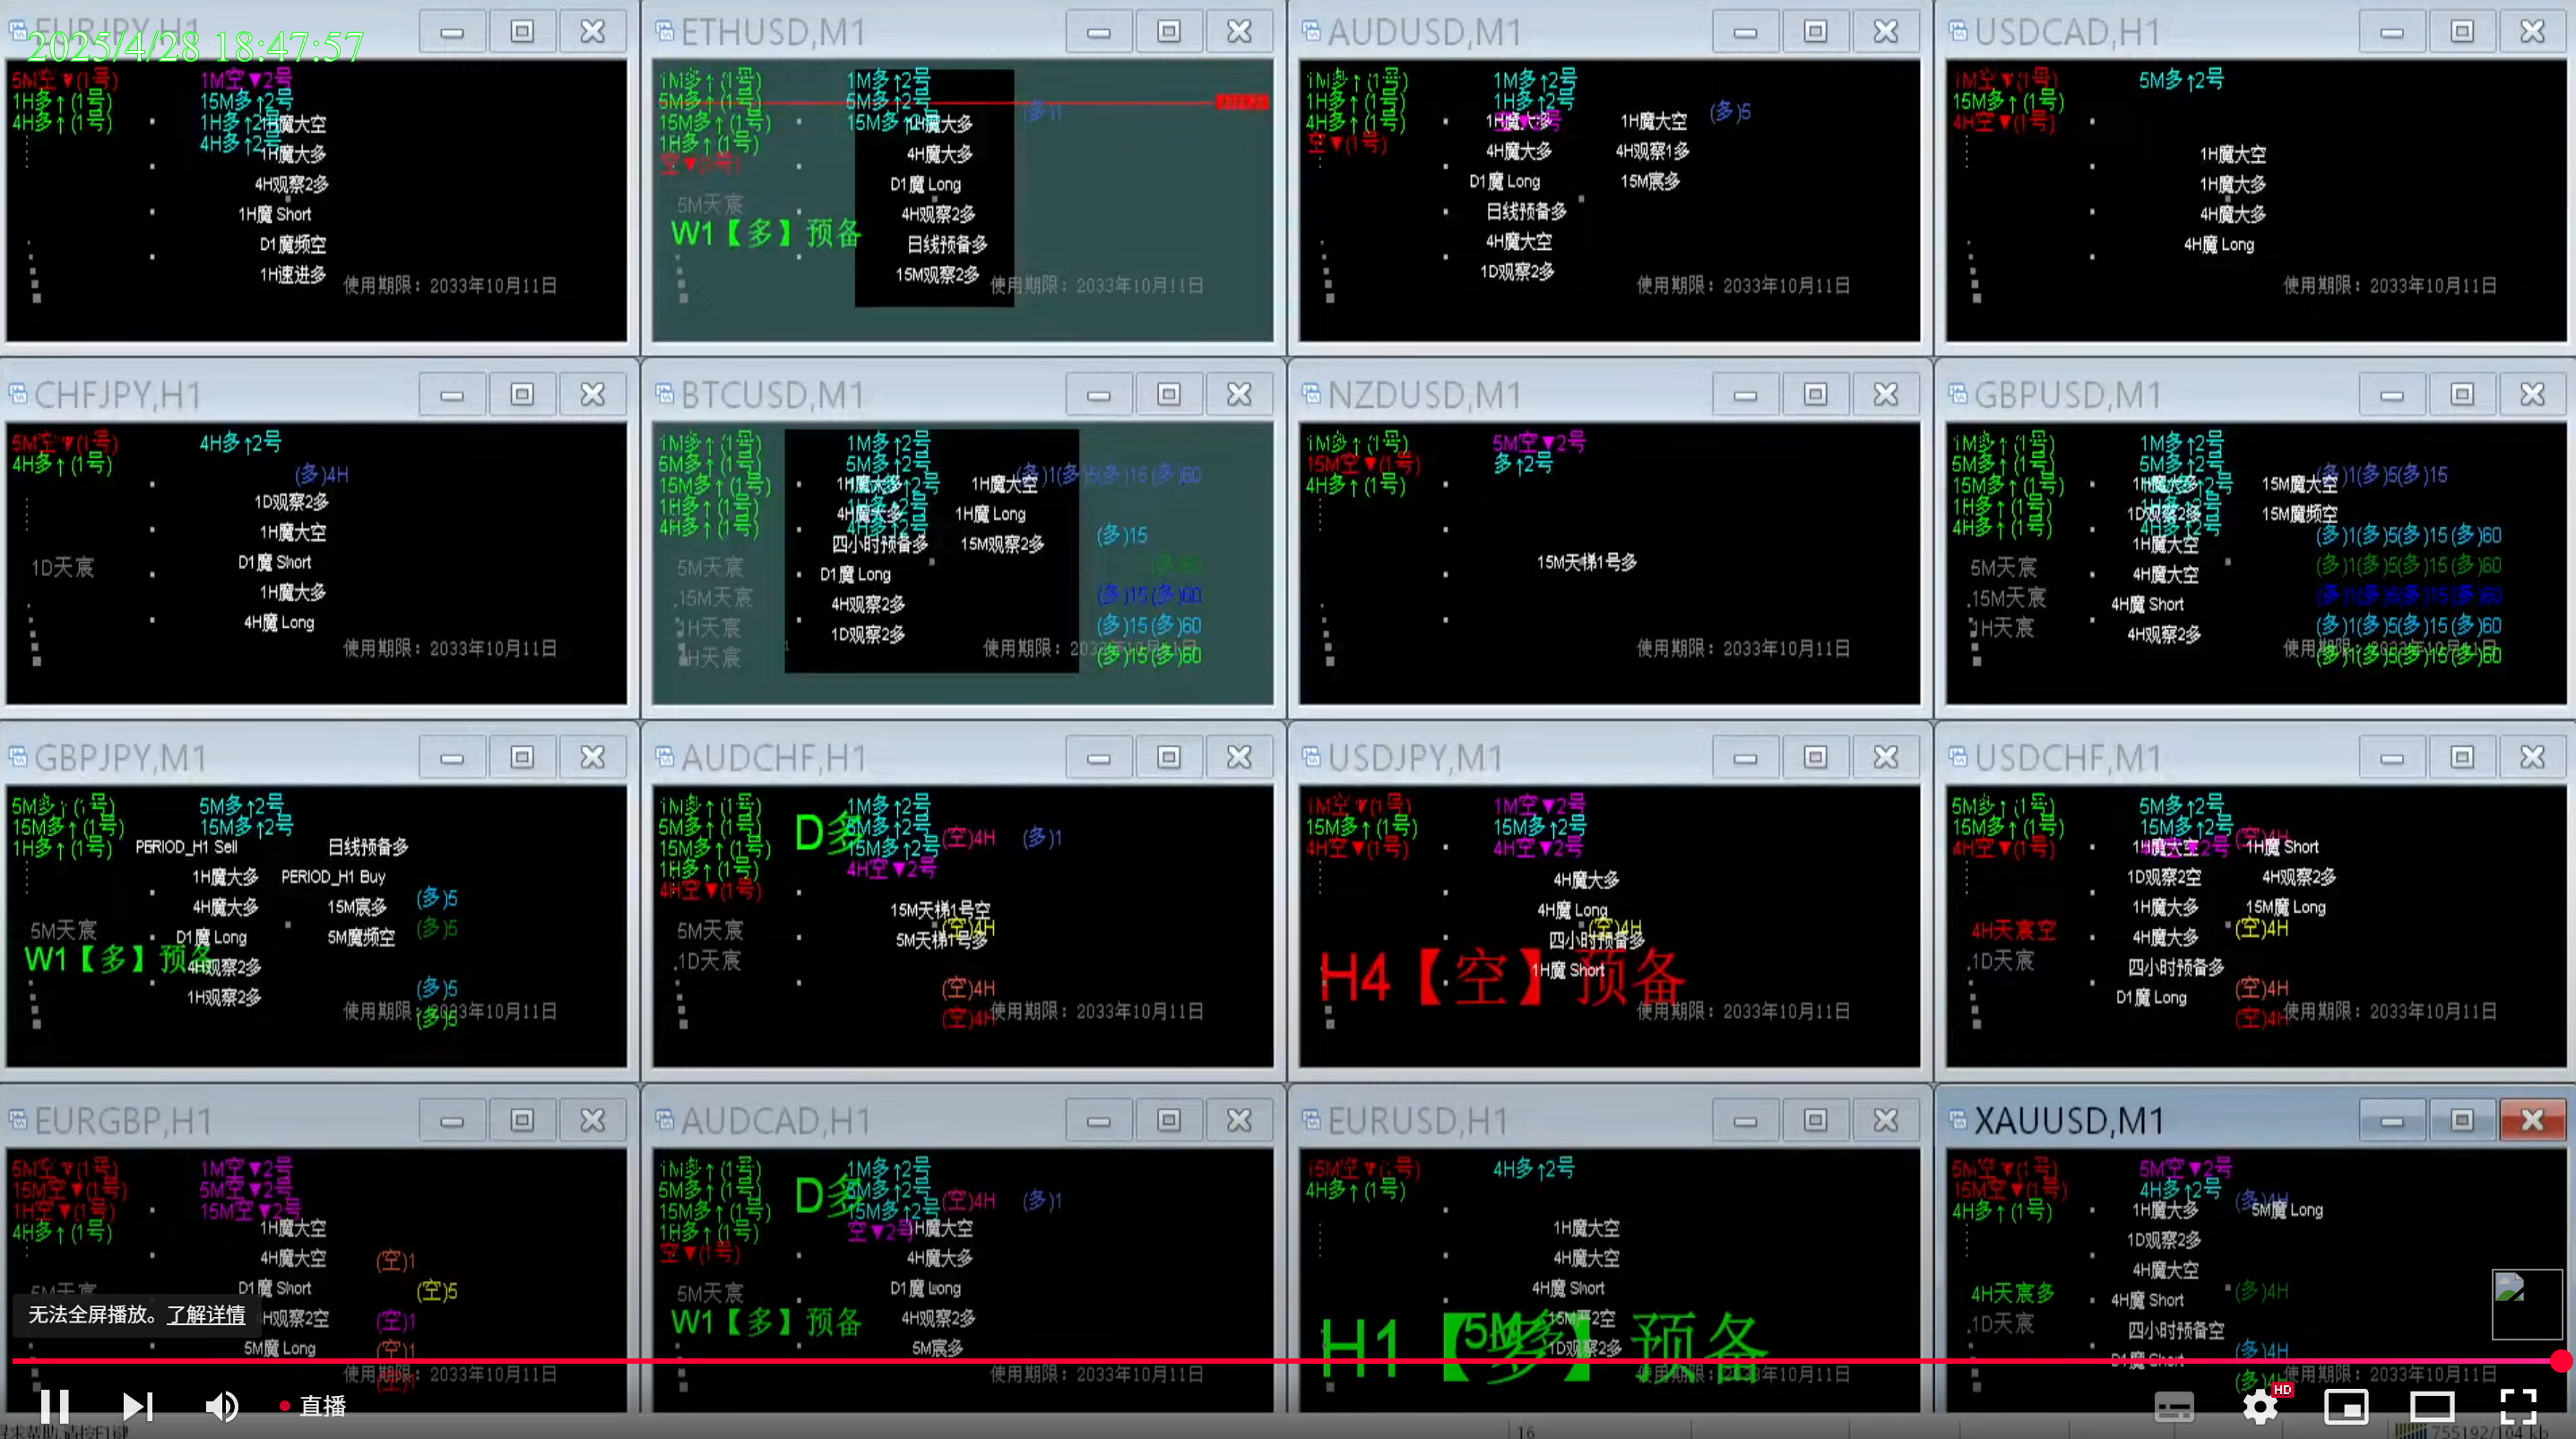 EURJPY,H1
2025/4/28 18:47:57
5M空▼(1号)
1M空▼2号
1H多↑(1号)
15M多↑2号
4H多↑(1号)
1H多↑2号
1H魔大空
4H多↑2号
1H魔大多
4H观察2多
1H魔 Short
D1魔频空
1H速进多
使用期限：2033年10月11日
ETHUSD,M1
1M多↑(1号)
1M多↑2号
5M多↑(1号)
5M多↑2号
(多)1
15M多↑(1号)
15M多↑2号
1H魔大多
1H多↑(1号)
4H魔大多
空▼(1号)
D1魔 Long
5M天宸
4H观察2多
W1【多】预备
日线预备多
15M观察2多
使用期限：2033年10月11日
AUDUSD,M1
1M多↑(1号)
1M多↑2号
1H多↑(1号)
1H多↑2号
(多)5
4H多↑(1号)
1H魔大多
1H魔大空
空▼(1号)
4H魔大多
4H观察1多
D1魔 Long
15M宸多
日线预备多
4H魔大空
1D观察2多
使用期限：2033年10月11日
USDCAD,H1
1M空▼(1号)
5M多↑2号
15M多↑(1号)
4H空▼(1号)
1H魔大空
1H魔大多
4H魔大多
4H魔 Long
使用期限：2033年10月11日
CHFJPY,H1
5M空▼(1号)
4H多↑2号
4H多↑(1号)
(多)4H
1D观察2多
1H魔大空
1D天宸
D1魔 Short
1H魔大多
4H魔 Long
使用期限：2033年10月11日
BTCUSD,M1
1M多↑(1号)
1M多↑2号
5M多↑(1号)
5M多↑2号
(多)1(多)5(多)15(多)60
15M多↑(1号)
1H魔大多
1H魔大空
1H多↑(1号)
4H魔大多
1H魔 Long
4H多↑(1号)
4H多↑2号
(多)15
四小时预备多
15M观察2多
5M天宸
D1魔 Long
(多)60
15M天宸
4H观察2多
(多)15(多)60
1H天宸
1D观察2多
(多)15(多)60
4H天宸
使用期限：2033年10月11日
(多)15(多)60
NZDUSD,M1
1M多↑(1号)
5M空▼2号
15M空▼(1号)
多↑2号
4H多↑(1号)
15M天梯1号多
使用期限：2033年10月11日
GBPUSD,M1
1M多↑(1号)
1M多↑2号
5M多↑(1号)
5M多↑2号
(多)1(多)5(多)15
15M多↑(1号)
1H魔大多
15M魔大空
1H多↑(1号)
1D观察2多
15M魔频空
4H多↑(1号)
4H多↑2号
(多)1(多)5(多)15(多)60
1H魔大空
5M天宸
4H魔大空
(多)1(多)5(多)15(多)60
15M天宸
4H魔 Short
(多)1(多)5(多)15(多)60
1H天宸
4H观察2多
(多)1(多)5(多)15(多)60
(多)1(多)5(多)15(多)60
GBPJPY,M1
5M多↑(1号)
5M多↑2号
15M多↑(1号)
15M多↑2号
1H多↑(1号)
PERIOD_H1 Sell
日线预备多
1H魔大多
PERIOD_H1 Buy
4H魔大多
15M宸多
(多)5
5M天宸
D1魔 Long
5M魔频空
(多)5
W1【多】预备
4H观察2多
1H观察2多
(多)5
使用期限：2033年10月11日
(多)5
AUDCHF,H1
1M多↑(1号)
1M多↑2号
5M多↑(1号)
D多
5M多↑2号
(空)4H
(多)1
15M多↑(1号)
15M多↑2号
1H多↑(1号)
4H空▼2号
4H空▼(1号)
15M天梯1号空
5M天宸
(空)4H
5M天梯1号多
1D天宸
(空)4H
(空)4H
使用期限：2033年10月11日
USDJPY,M1
1M空▼(1号)
1M空▼2号
15M多↑(1号)
15M多↑2号
4H空▼(1号)
4H空▼2号
4H魔大多
4H魔 Long
(空)4H
四小时预备多
H4【空】预备
1H魔 Short
使用期限：2033年10月11日
USDCHF,M1
5M多↑(1号)
5M多↑2号
15M多↑(1号)
15M多↑2号
(空)4H
4H空▼(1号)
1H魔大空
1H魔 Short
1D观察2空
4H观察2多
1H魔大多
15M魔 Long
4H天宸空
4H魔大多
(空)4H
1D天宸
四小时预备多
D1魔 Long
(空)4H
(空)4H
使用期限：2033年10月11日
EURGBP,H1
5M空▼(1号)
1M空▼2号
15M空▼(1号)
5M空▼2号
1H空▼(1号)
15M空▼2号
4H多↑(1号)
1H魔大空
4H魔大空
(空)1
5M天宸
D1魔 Short
(空)5
4H观察2空
(空)1
5M魔 Long
(空)1
使用期限：2033年10月11日
AUDCAD,H1
1M多↑(1号)
1M多↑2号
5M多↑(1号)
D多
5M多↑2号
(空)4H
(多)1
15M多↑(1号)
15M多↑2号
1H多↑(1号)
空▼2号
1H魔大空
空▼(1号)
4H魔大多
5M天宸
D1魔 Long
W1【多】预备
4H观察2多
5M宸多
使用期限：2033年10月11日
EURUSD,H1
15M空▼(1号)
4H多↑2号
4H多↑(1号)
1H魔大空
4H魔大空
4H魔 Short
H1【多】预备
1D观察2多
使用期限：2033年10月11日
XAUUSD,M1
5M空▼(1号)
5M空▼2号
15M空▼(1号)
4H多↑2号
(多)4H
4H多↑(1号)
1H魔大多
5M魔 Long
1D观察2多
4H魔大空
4H天宸多
4H魔 Short
(多)4H
1D天宸
四小时预备空
(多)4H
D1魔 Short
(多)4H
使用期限：2033年10月11日
无法全屏播放。了解详情
直播
HD
16
755192/104 kb